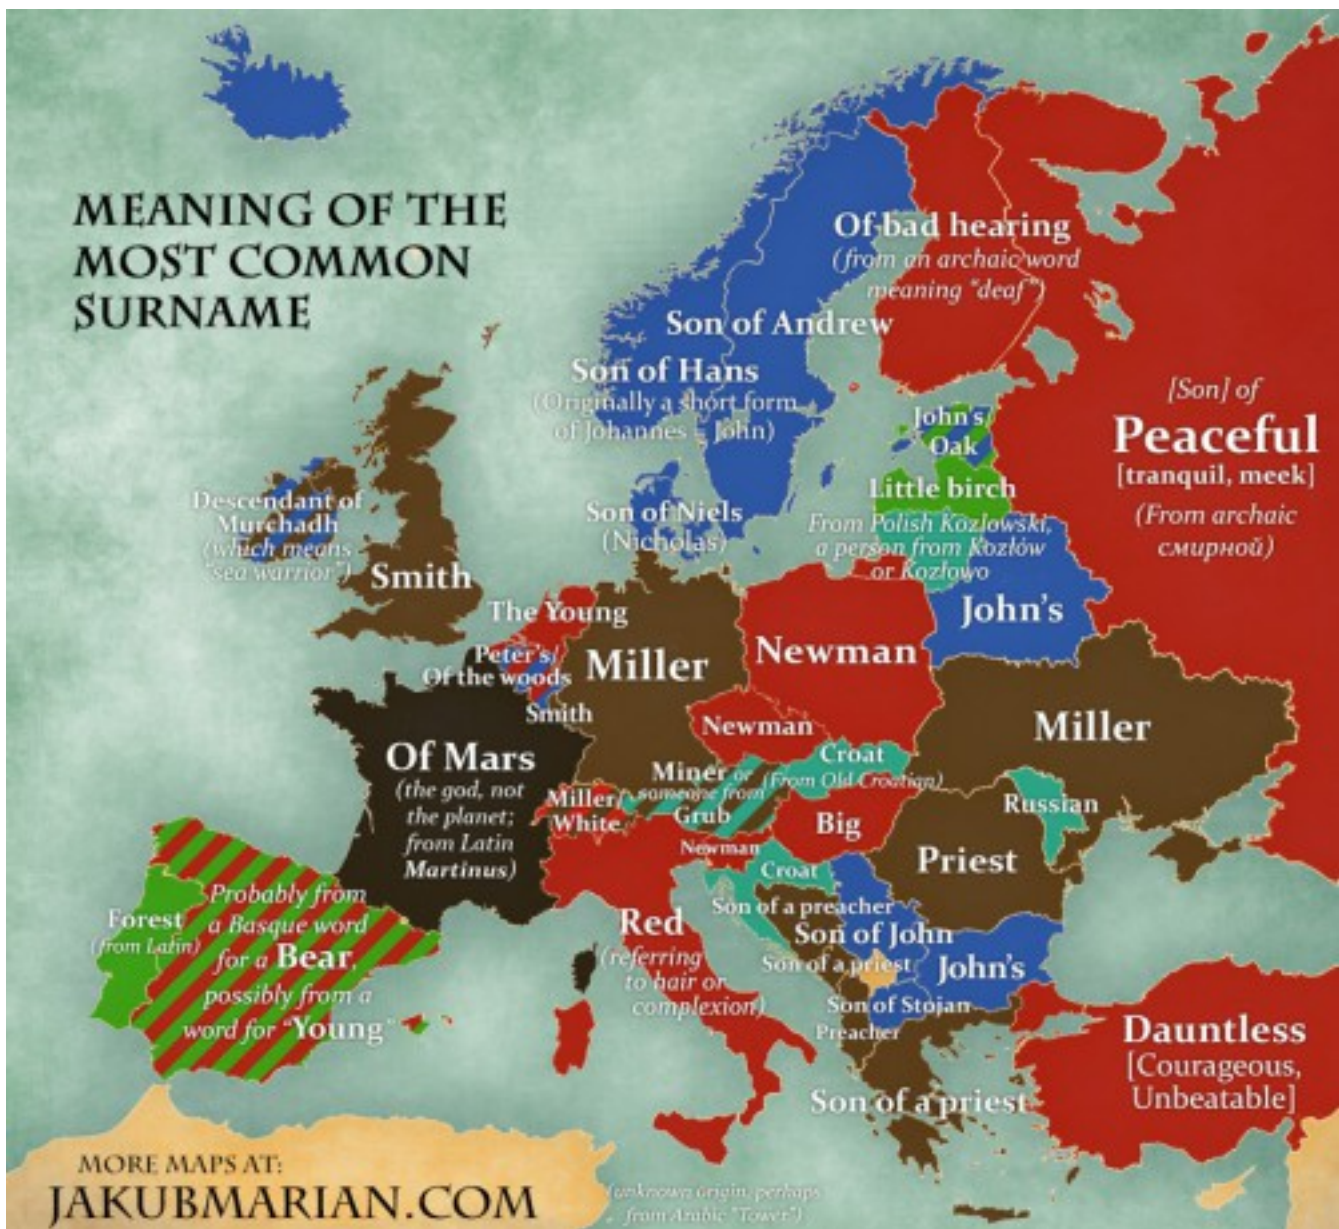 MEANING OF THE
MOST COMMON
SURNAME
Of bad hearing
(from an archaic word
meaning "deaf")
Son of Andrew
Son of Hans
(Originally a short form
of Johannes – John)
[Son] of
Peaceful
[tranquil, meek]
(From archaic
смирной)
John's/
Oak
Little birch
Descendant of
Murchadh
(which means
"sea warrior")
Son of Niels
(Nicholas)
From Polish Kozlowski,
a person from Kozłów
or Kozłowo
Smith
John's
The Young
Newman
Peter's/
Of the woods
Miller
Smith
Newman
Miller
Of Mars
(the god, not
the planet;
from Latin
Martinus)
Croat
(From Old Croatian)
Miner or
someone from
Grub
Miller/
White
Russian
Big
Newman
Priest
Croat
Probably from
a Basque word
for a Bear,
possibly from a
word for "Young"
Forest
(from Latin)
Son of a preacher
Red
(referring
to hair or
complexion)
Son of John
Son of a priest
John's
Son of Stojan
Preacher
Dauntless
[Courageous,
Unbeatable]
Son of a priest
MORE MAPS AT:
JAKUBMARIAN.COM
(unknown origin, perhaps
from Arabic "Tower")